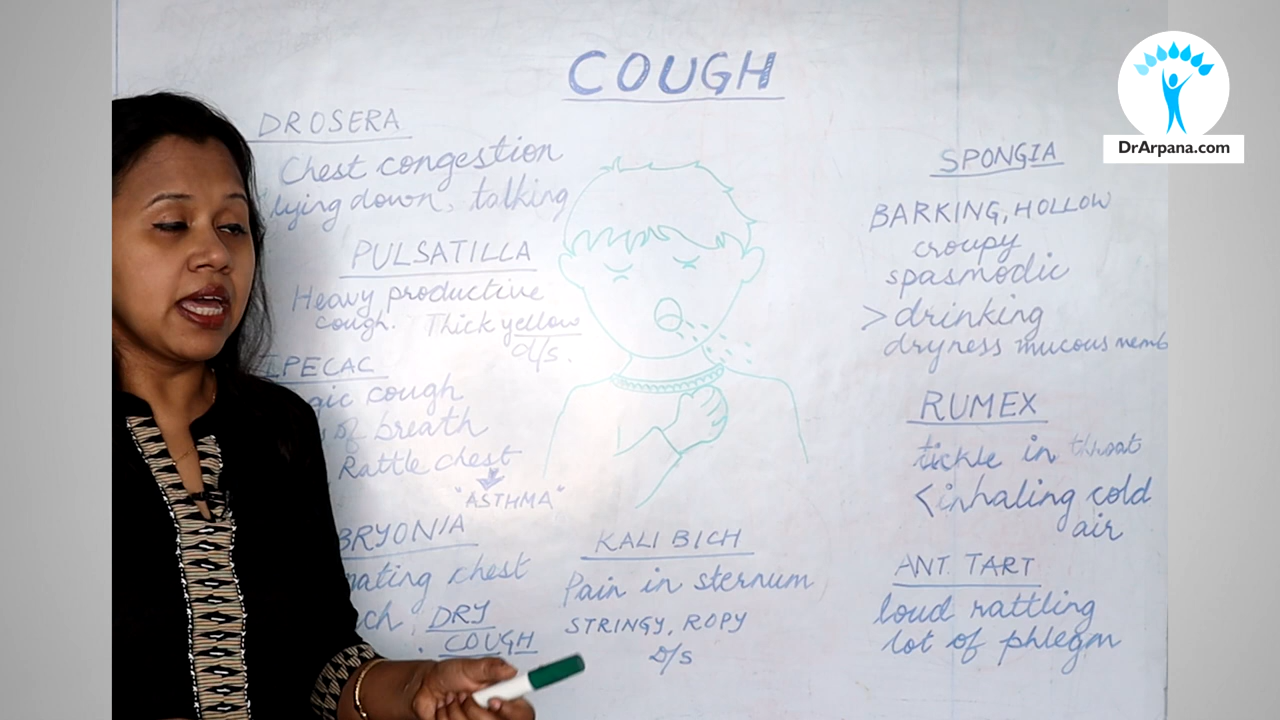 COUGH
DrArpana.com
DROSERA
Chest congestion
lying down, talking
PULSATILLA
Heavy productive
cough. Thick yellow
d/s.
IPECAC
cough
of breath
Rattle chest
"ASTHMA"
BRYONIA
chest
DRY
COUGH
KALI BICH
Pain in sternum
STRINGY, ROPY
d/s
SPONGIA
BARKING, HOLLOW
croupy
spasmodic
> drinking
dryness mucous memb
RUMEX
tickle in throat
< inhaling cold
air
ANT. TART
loud rattling
lot of phlegm